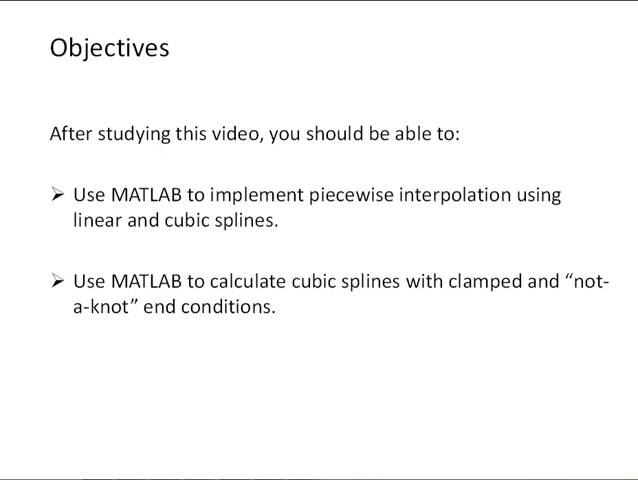 Objectives
After studying this video, you should be able to:
➢ Use MATLAB to implement piecewise interpolation using
linear and cubic splines.
➢ Use MATLAB to calculate cubic splines with clamped and “not-
a-knot” end conditions.